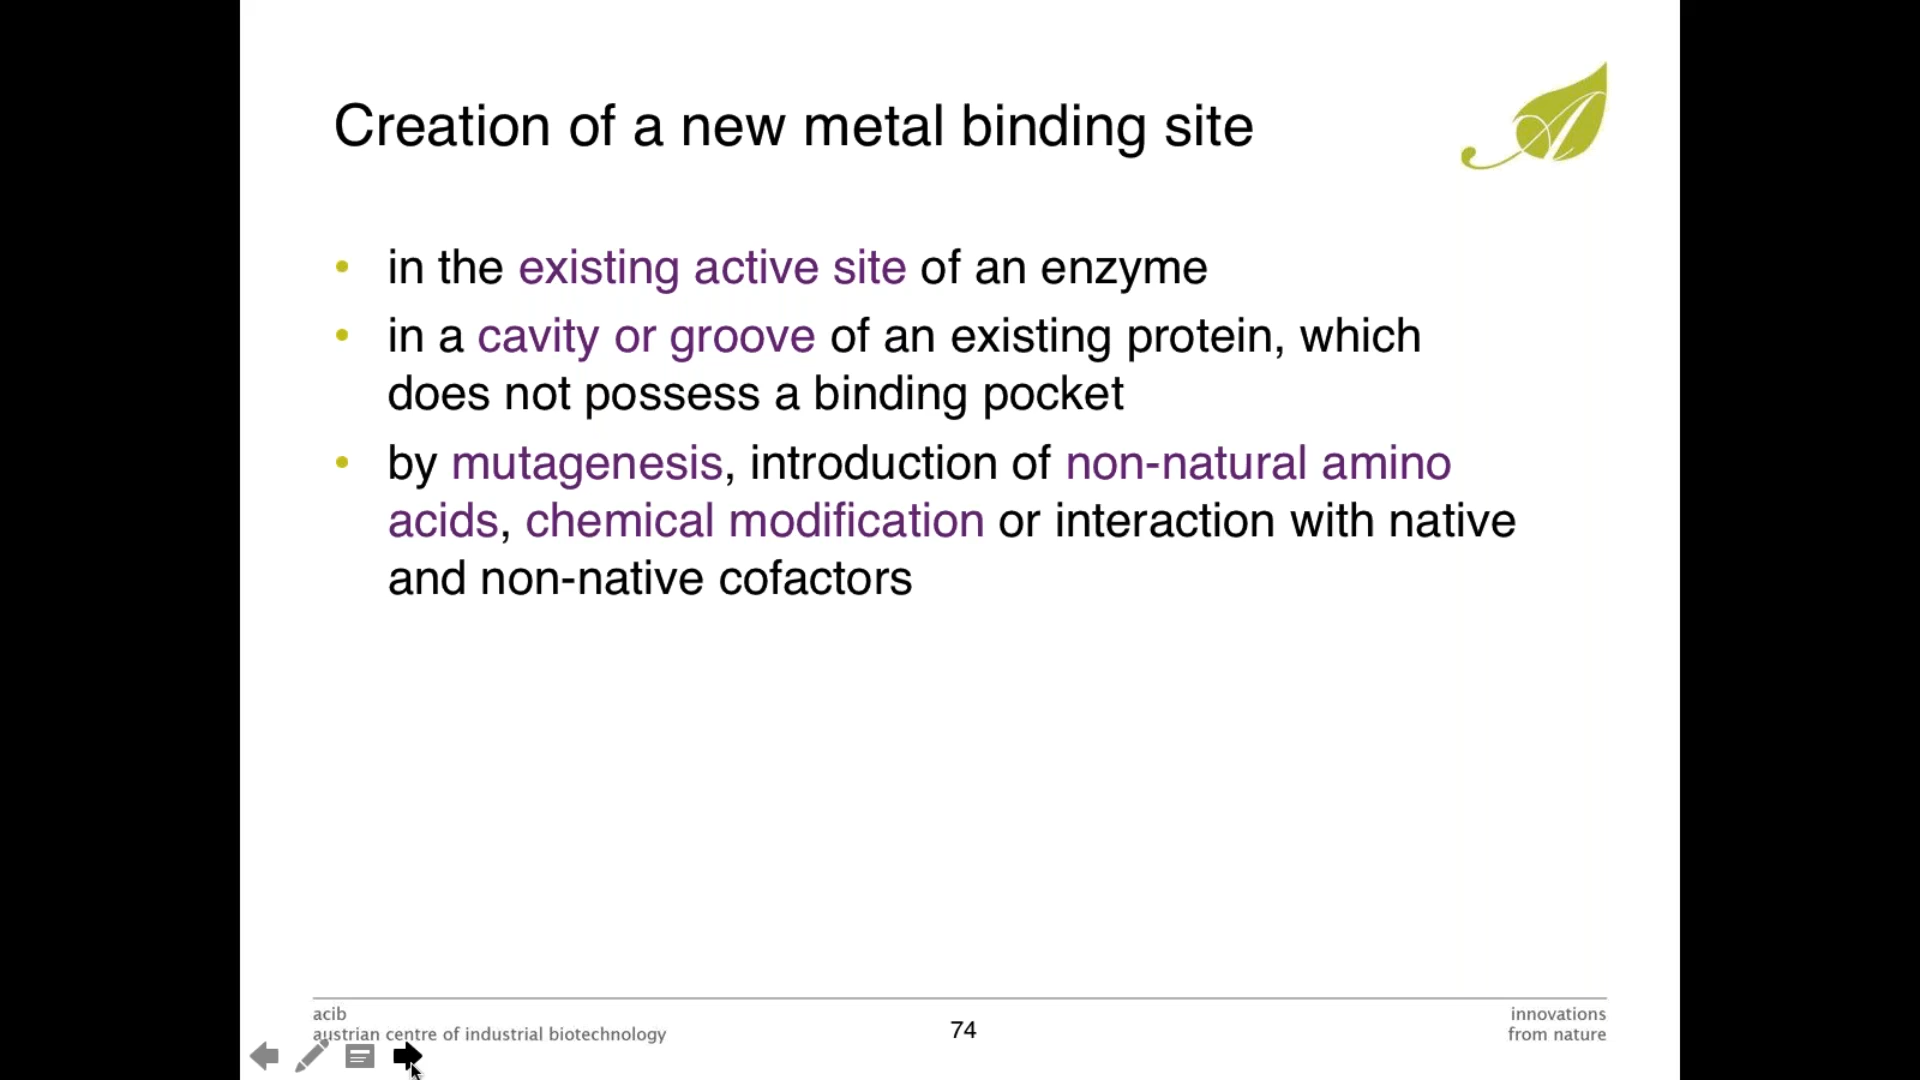 Creation of a new metal binding site
• in the existing active site of an enzyme
• in a cavity or groove of an existing protein, which
does not possess a binding pocket
• by mutagenesis, introduction of non-natural amino
acids, chemical modification or interaction with native
and non-native cofactors
acib
austrian centre of industrial biotechnology
74
innovations
from nature